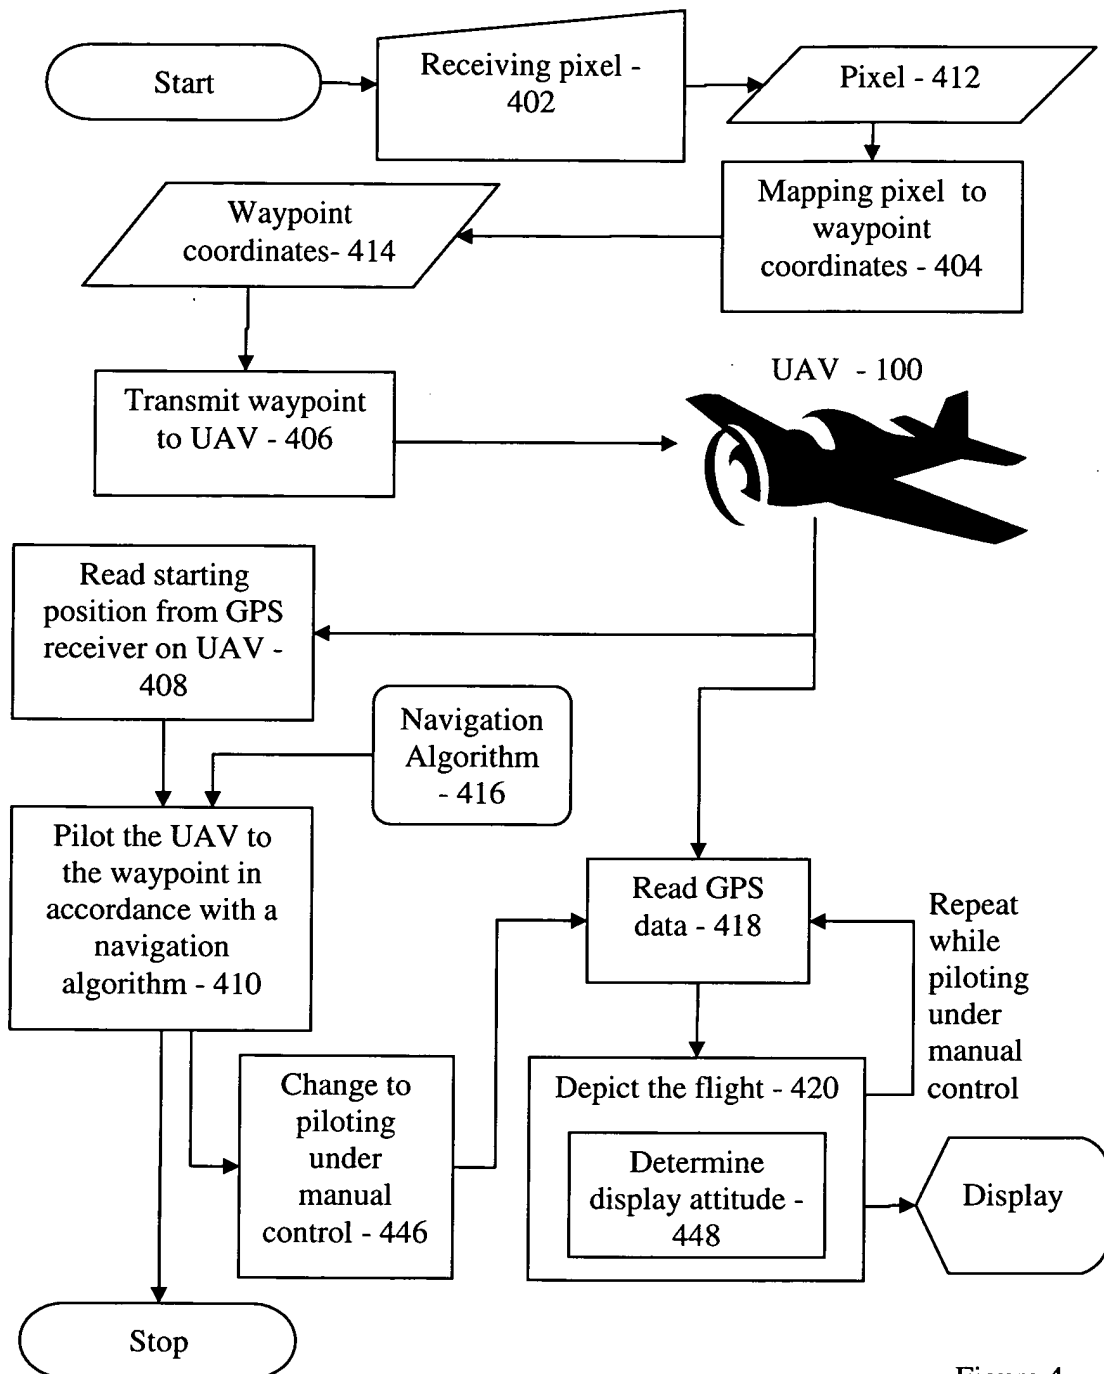 Start
Receiving pixel -
402
Pixel - 412
Mapping pixel to
waypoint
coordinates - 404
Waypoint
coordinates- 414
Transmit waypoint
to UAV - 406
UAV - 100
Read starting
position from GPS
receiver on UAV -
408
Navigation
Algorithm
- 416
Pilot the UAV to
the waypoint in
accordance with a
navigation
algorithm - 410
Read GPS
data - 418
Repeat
while
piloting
under
manual
control
Change to
piloting
under
manual
control - 446
Depict the flight - 420
Determine
display attitude -
448
Display
Stop